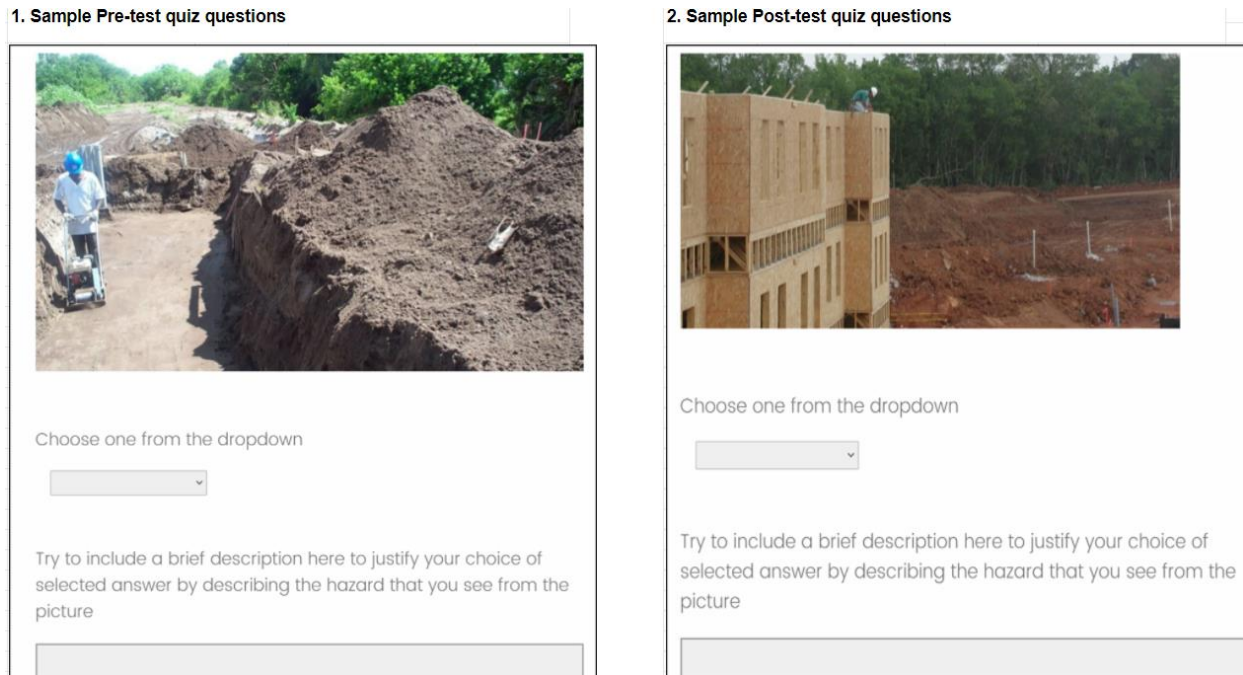 1. Sample Pre-test quiz questions
Choose one from the dropdown
Try to include a brief description here to justify your choice of
selected answer by describing the hazard that you see from the
picture
2. Sample Post-test quiz questions
Choose one from the dropdown
Try to include a brief description here to justify your choice of
selected answer by describing the hazard that you see from the
picture